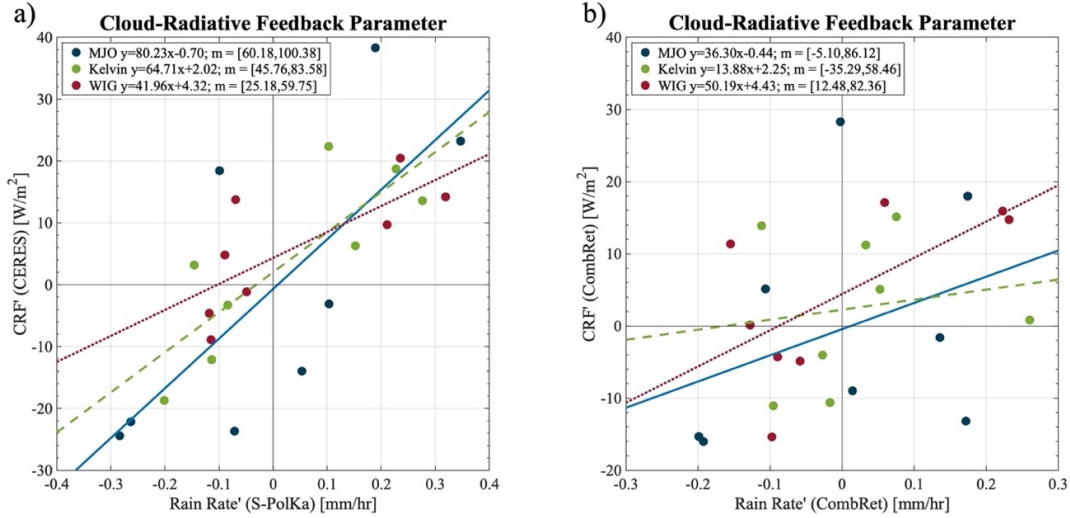 a)
Cloud-Radiative Feedback Parameter
MJO y=80.23x-0.70; m = [60.18,100.38]
Kelvin y=64.71x+2.02; m = [45.76,83.58]
WIG y=41.96x+4.32; m = [25.18,59.75]
CRF' (CERES) [W/m²]
40
30
20
10
0
-10
-20
-30
-0.4 -0.3 -0.2 -0.1 0 0.1 0.2 0.3 0.4
Rain Rate' (S-PolKa) [mm/hr]
b)
Cloud-Radiative Feedback Parameter
MJO y=36.30x-0.44; m = [-5.10,86.12]
Kelvin y=13.88x+2.25; m = [-35.29,58.46]
WIG y=50.19x+4.43; m = [12.48,82.36]
CRF' (CombRet) [W/m²]
40
30
20
10
0
-10
-20
-0.3 -0.2 -0.1 0 0.1 0.2 0.3
Rain Rate' (CombRet) [mm/hr]